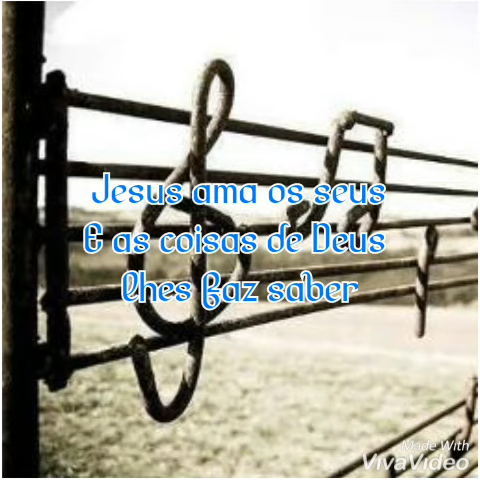 Jesus ama os seus
E as coisas de Deus
lhes faz saber
Made With
VivaVideo